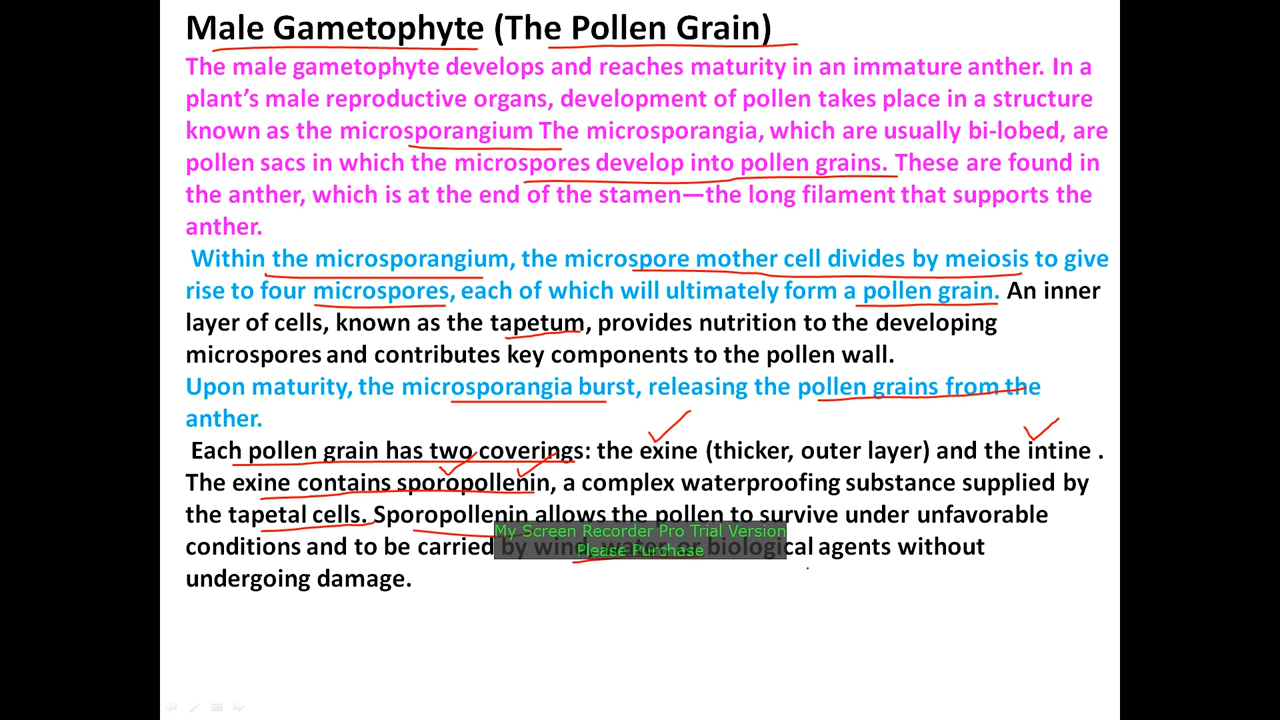 Male Gametophyte (The Pollen Grain)
The male gametophyte develops and reaches maturity in an immature anther. In a
plant’s male reproductive organs, development of pollen takes place in a structure
known as the microsporangium The microsporangia, which are usually bi-lobed, are
pollen sacs in which the microspores develop into pollen grains. These are found in
the anther, which is at the end of the stamen—the long filament that supports the
anther.
Within the microsporangium, the microspore mother cell divides by meiosis to give
rise to four microspores, each of which will ultimately form a pollen grain. An inner
layer of cells, known as the tapetum, provides nutrition to the developing
microspores and contributes key components to the pollen wall.
Upon maturity, the microsporangia burst, releasing the pollen grains from the
anther.
Each pollen grain has two coverings: the exine (thicker, outer layer) and the intine .
The exine contains sporopollenin, a complex waterproofing substance supplied by
the tapetal cells. Sporopollenin allows the pollen to survive under unfavorable
My Screen Recorder Pro Trial Version
conditions and to be carried by wind, water, or biological agents without
Please Purchase
undergoing damage.